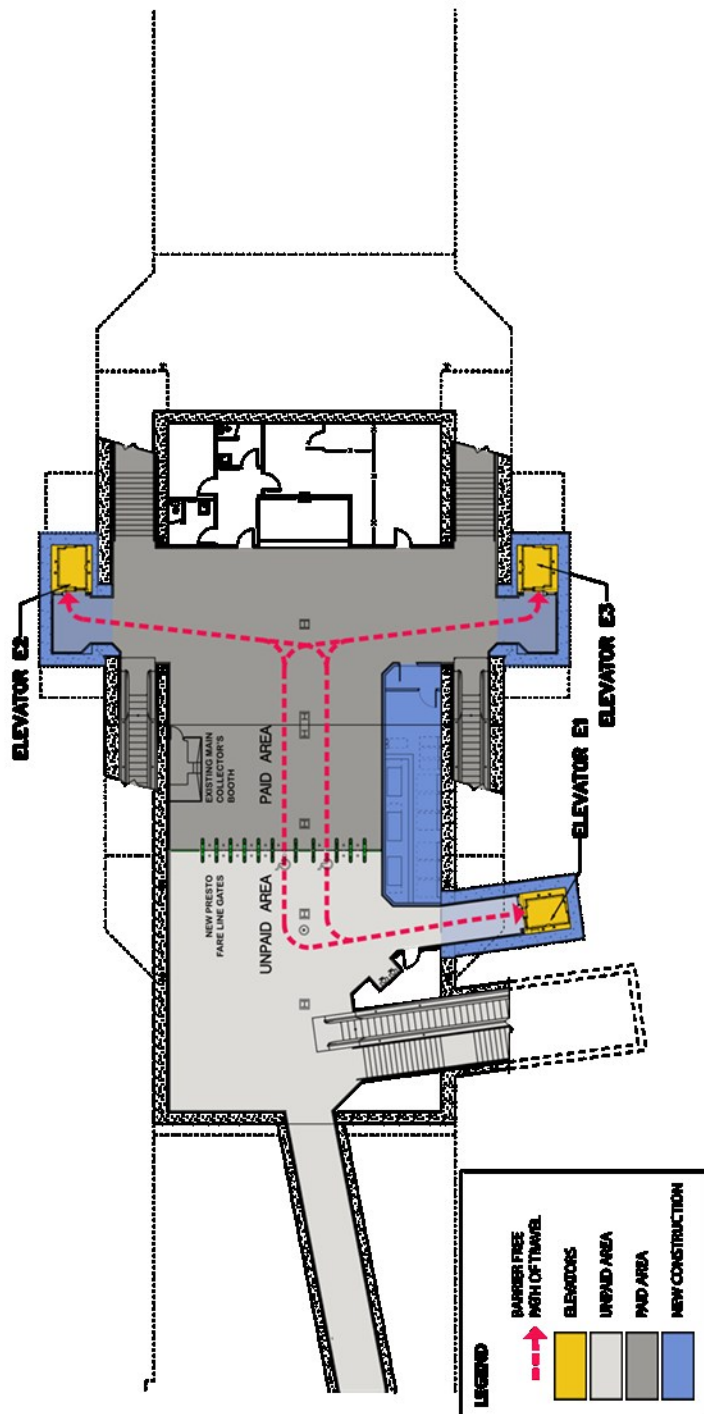 ELEVATOR E2
EXISTING MAIN
COLLECTOR'S
BOOTH
PAID AREA
NEW PRESTO
FARE LINE GATES
UNPAID AREA
ELEVATOR E3
ELEVATOR E1
LEGEND
BARRIER FREE
PATH OF TRAVEL
ELEVATORS
UNPAID AREA
PAID AREA
NEW CONSTRUCTION